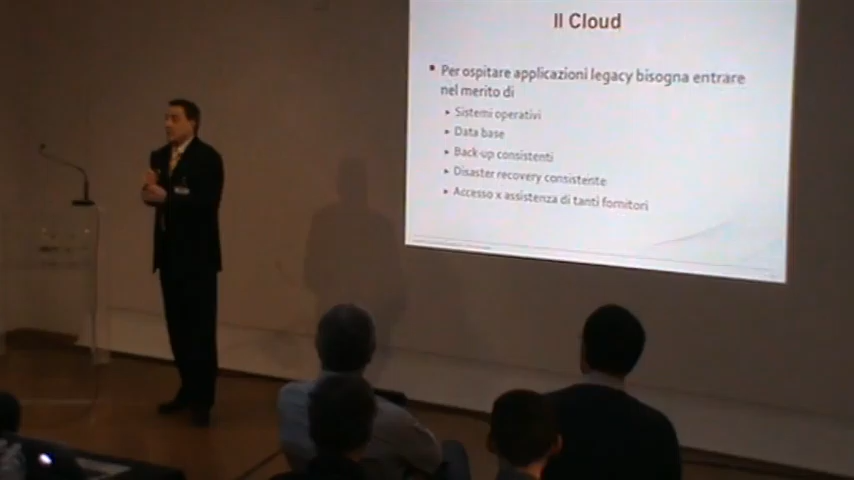 Il Cloud
Per ospitare applicazioni legacy bisogna entrare
nel merito di
Sistemi operativi
Data base
Back-up consistenti
Disaster recovery consistente
Accesso x assistenza di tanti fornitori